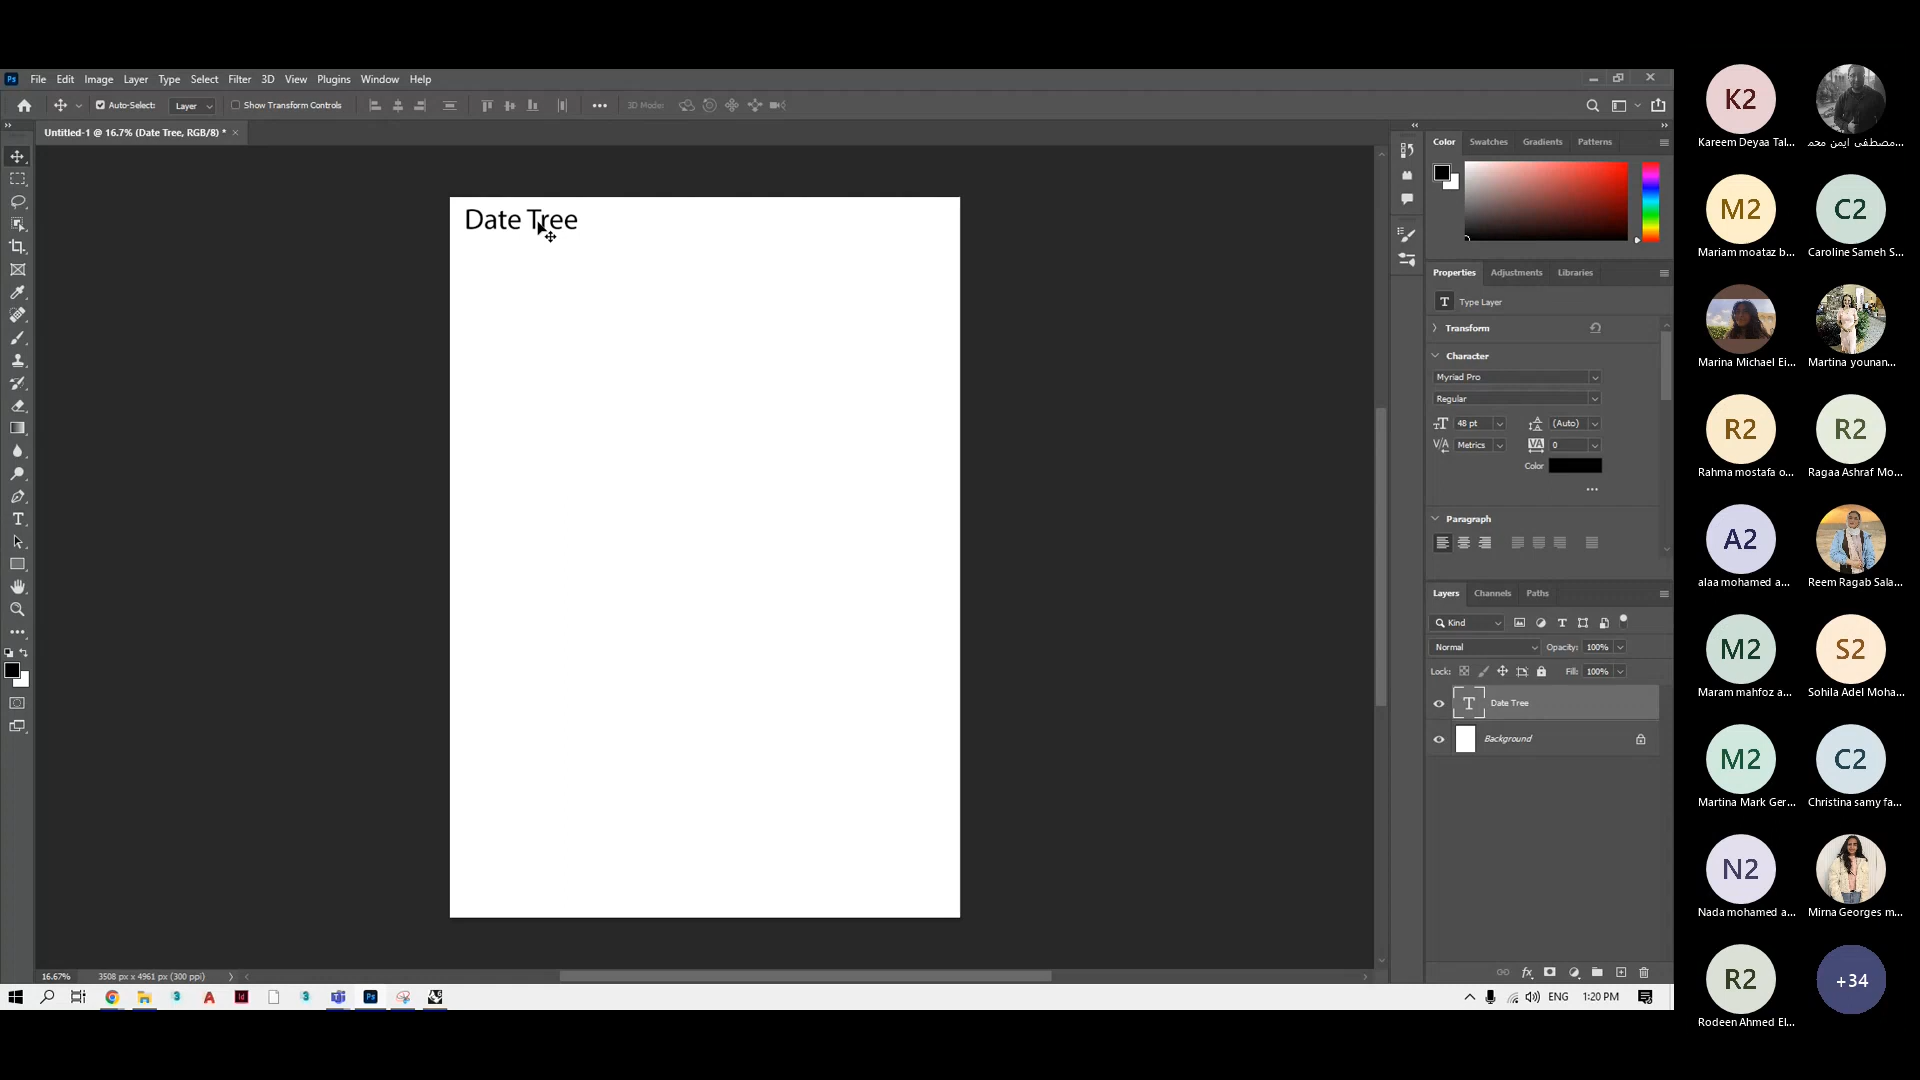 File Edit Image Layer Type Select Filter 3D View Plugins Window Help
Auto-Select: Layer Show Transform Controls 3D Mode:
Untitled-1 @ 16.7% (Date Tree, RGB/8) *
Date Tree
Color Swatches Gradients Patterns
Properties Adjustments Libraries
T Type Layer
Transform
Character
Myriad Pro
Regular
48 pt (Auto)
Metrics 0
Color
Paragraph
Layers Channels Paths
Kind
Normal Opacity: 100%
Lock: Fill: 100%
T Date Tree
Background
16.67% 3508 px x 4961 px (300 ppi)
ENG 1:20 PM
K2
Kareem Deyaa Tal... مصطفى ايمن محم...
M2 C2
Mariam moataz b... Caroline Sameh S...
Marina Michael Ei... Martina younan...
R2 R2
Rahma mostafa o... Ragaa Ashraf Mo...
A2
alaa mohamed a... Reem Ragab Sala...
M2 S2
Maram mahfoz a... Sohila Adel Moha...
M2 C2
Martina Mark Ger... Christina samy fa...
N2
Nada mohamed a... Mirna Georges m...
R2 +34
Rodeen Ahmed El...